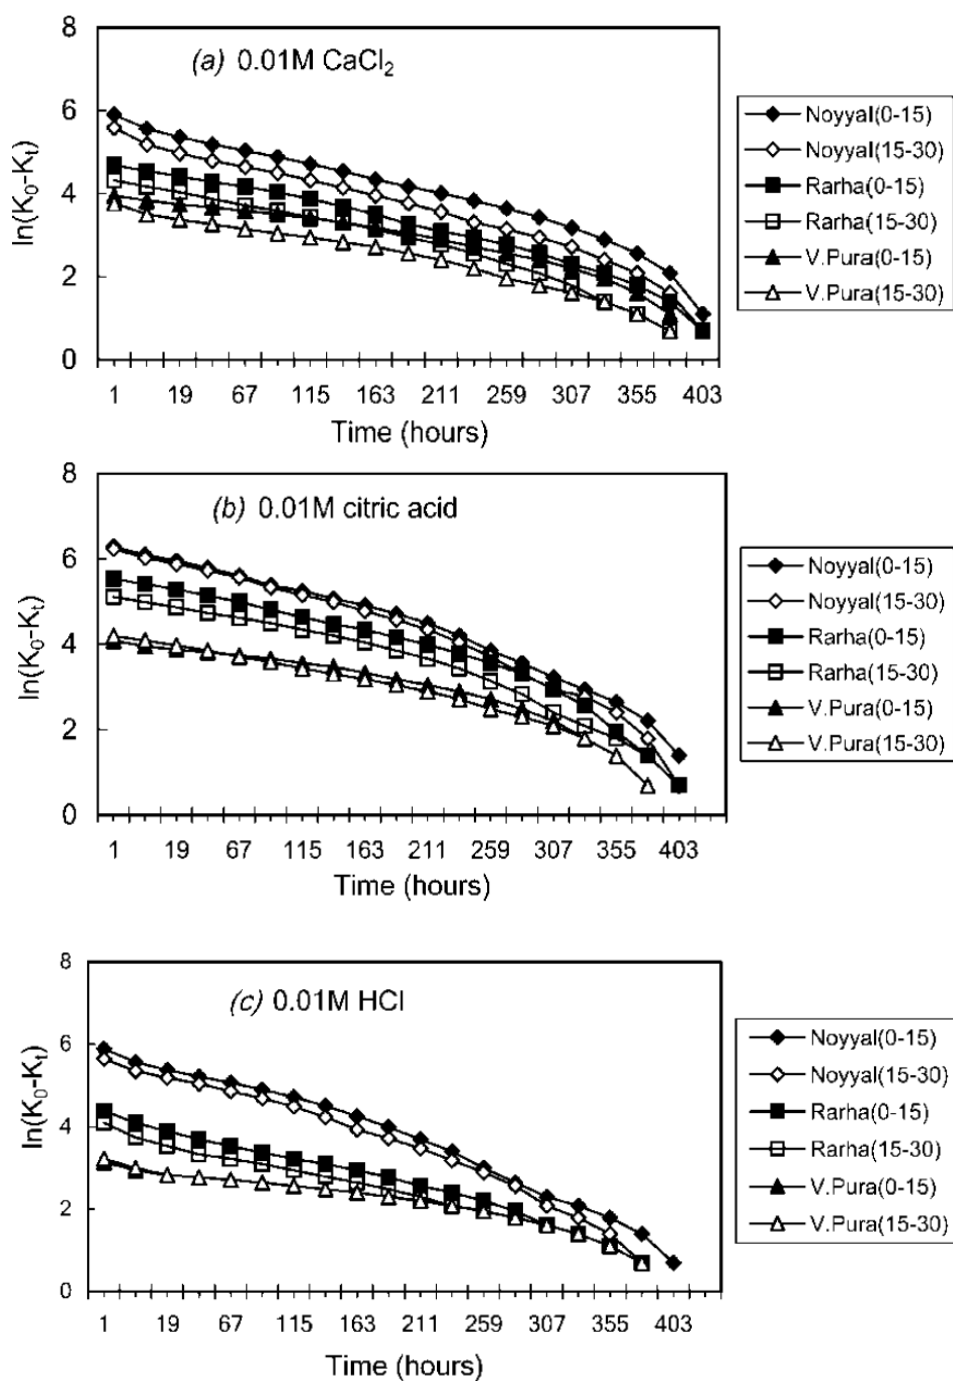 (a) 0.01M CaCl₂
8
6
4
2
0
ln(K₀-Kₜ)
1 19 67 115 163 211 259 307 355 403
Time (hours)
Noyyal(0-15)
Noyyal(15-30)
Rarha(0-15)
Rarha(15-30)
V.Pura(0-15)
V.Pura(15-30)
(b) 0.01M citric acid
8
6
4
2
0
ln(K₀-Kₜ)
1 19 67 115 163 211 259 307 355 403
Time (hours)
Noyyal(0-15)
Noyyal(15-30)
Rarha(0-15)
Rarha(15-30)
V.Pura(0-15)
V.Pura(15-30)
(c) 0.01M HCl
8
6
4
2
0
ln(K₀-Kₜ)
1 19 67 115 163 211 259 307 355 403
Time (hours)
Noyyal(0-15)
Noyyal(15-30)
Rarha(0-15)
Rarha(15-30)
V.Pura(0-15)
V.Pura(15-30)